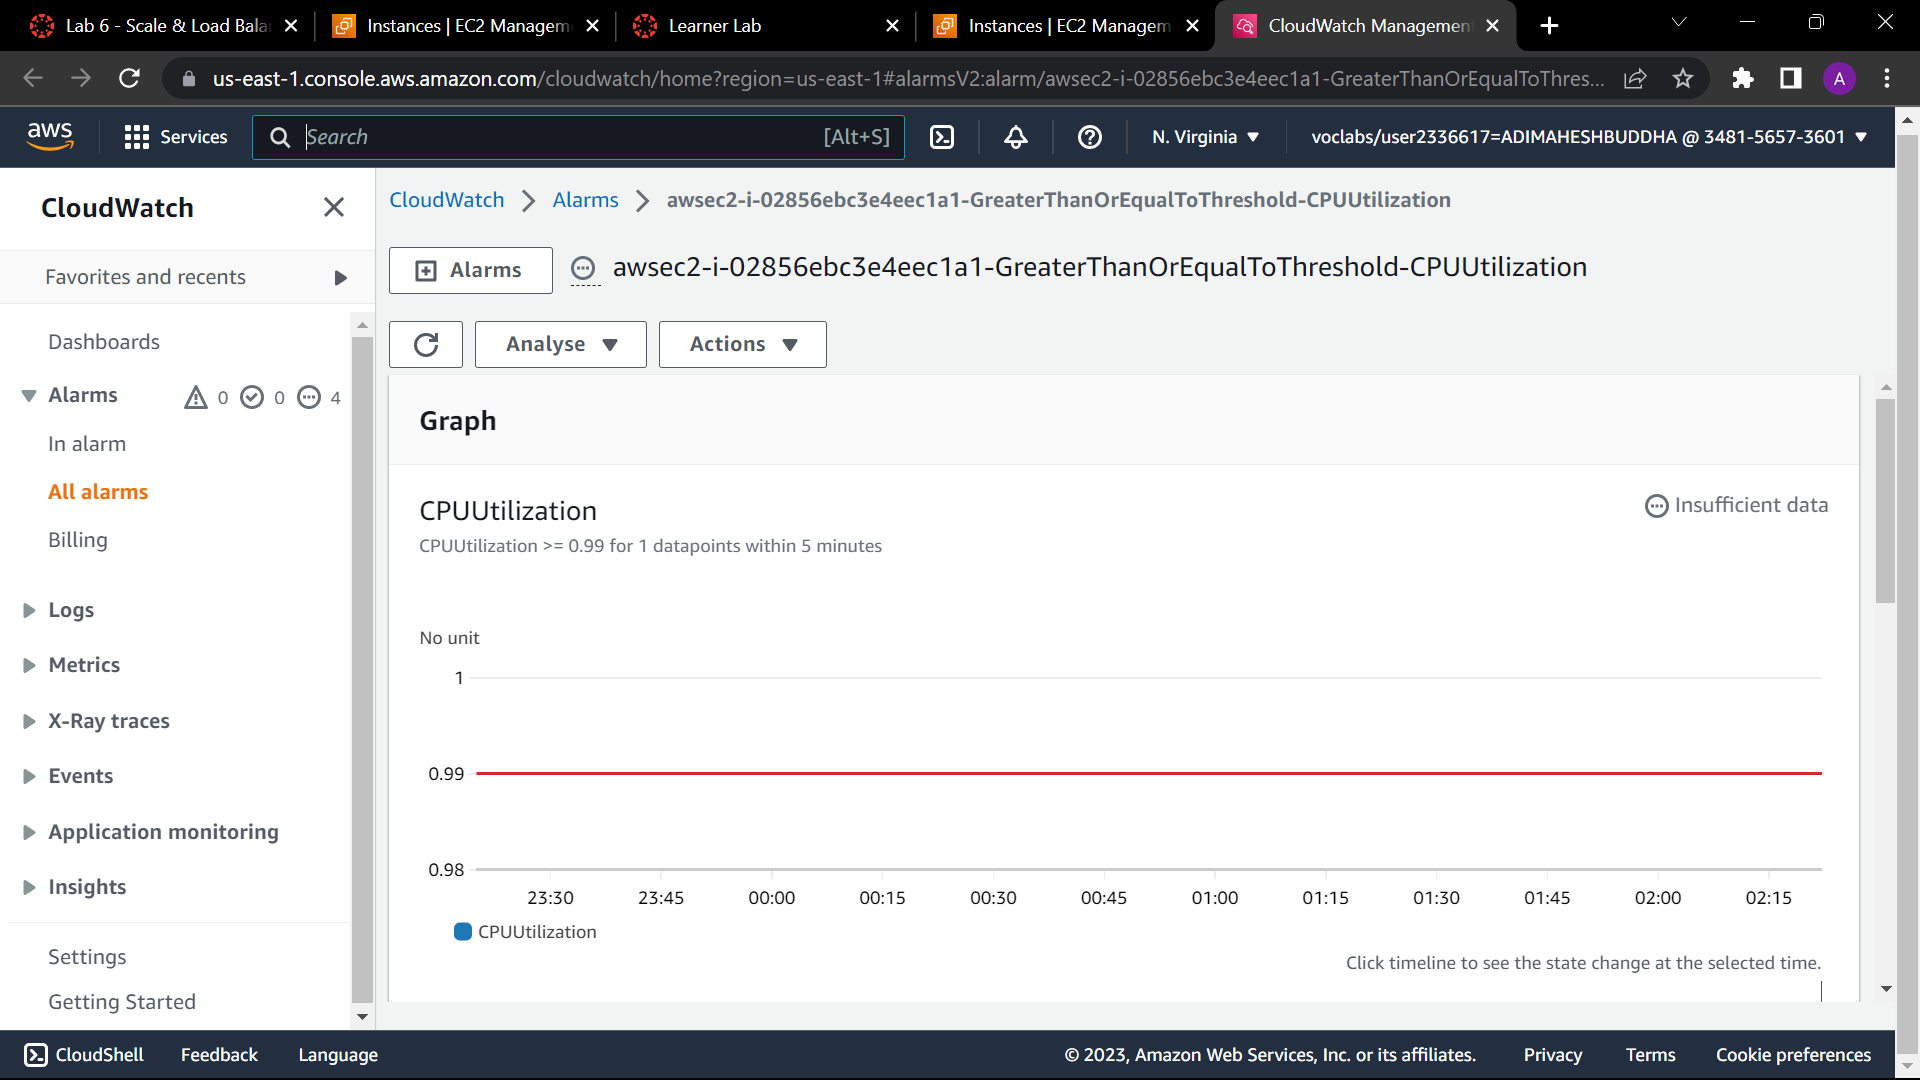 Lab 6 - Scale & Load Bala
Instances | EC2 Managem
Learner Lab
Instances | EC2 Managem
CloudWatch Management
us-east-1.console.aws.amazon.com/cloudwatch/home?region=us-east-1#alarmsV2:alarm/awsec2-i-02856ebc3e4eec1a1-GreaterThanOrEqualToThres...
A
aws
Services
Search
[Alt+S]
N. Virginia
voclabs/user2336617=ADIMAHESHBUDDHA @ 3481-5657-3601
CloudWatch
Favorites and recents
Dashboards
Alarms 0 0 4
In alarm
All alarms
Billing
Logs
Metrics
X-Ray traces
Events
Application monitoring
Insights
Settings
Getting Started
CloudWatch > Alarms > awsec2-i-02856ebc3e4eec1a1-GreaterThanOrEqualToThreshold-CPUUtilization
Alarms
awsec2-i-02856ebc3e4eec1a1-GreaterThanOrEqualToThreshold-CPUUtilization
Analyse
Actions
Graph
CPUUtilization
Insufficient data
CPUUtilization >= 0.99 for 1 datapoints within 5 minutes
No unit
1
0.99
0.98
23:30 23:45 00:00 00:15 00:30 00:45 01:00 01:15 01:30 01:45 02:00 02:15
CPUUtilization
Click timeline to see the state change at the selected time.
CloudShell
Feedback
Language
© 2023, Amazon Web Services, Inc. or its affiliates.
Privacy
Terms
Cookie preferences